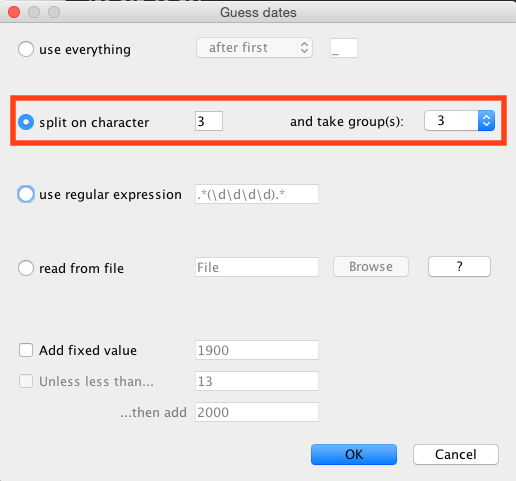 Guess dates
use everything after first _
split on character 3 and take group(s): 3
use regular expression .*(\d\d\d\d).*
read from file File Browse ?
Add fixed value 1900
Unless less than... 13
...then add 2000
OK Cancel